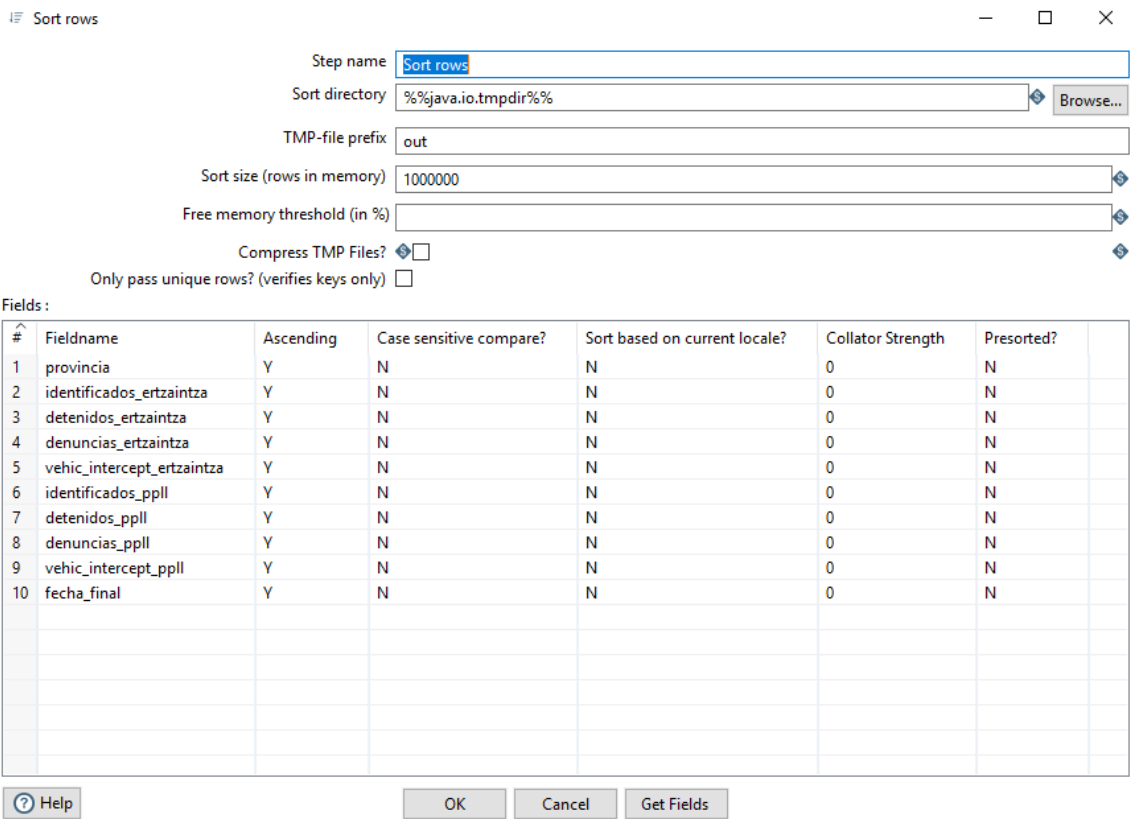 Sort rows
Step name Sort rows
Sort directory %%java.io.tmpdir%% Browse...
TMP-file prefix out
Sort size (rows in memory) 1000000
Free memory threshold (in %)
Compress TMP Files?
Only pass unique rows? (verifies keys only)
Fields :
# Fieldname Ascending Case sensitive compare? Sort based on current locale? Collator Strength Presorted?
1 provincia Y N N 0 N
2 identificados_ertzaintza Y N N 0 N
3 detenidos_ertzaintza Y N N 0 N
4 denuncias_ertzaintza Y N N 0 N
5 vehic_intercept_ertzaintza Y N N 0 N
6 identificados_ppll Y N N 0 N
7 detenidos_ppll Y N N 0 N
8 denuncias_ppll Y N N 0 N
9 vehic_intercept_ppll Y N N 0 N
10 fecha_final Y N N 0 N
Help OK Cancel Get Fields